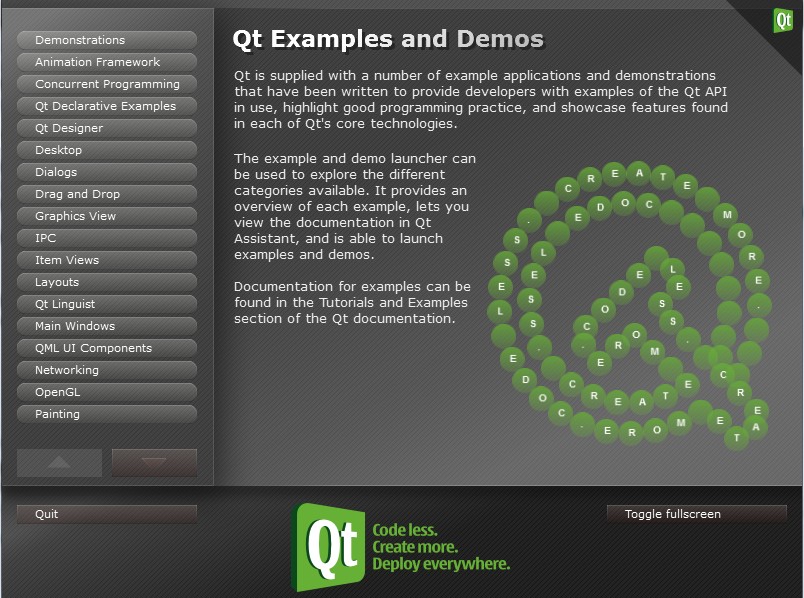 Qt
Demonstrations
Animation Framework
Concurrent Programming
Qt Declarative Examples
Qt Designer
Desktop
Dialogs
Drag and Drop
Graphics View
IPC
Item Views
Layouts
Qt Linguist
Main Windows
QML UI Components
Networking
OpenGL
Painting
Qt Examples and Demos
Qt is supplied with a number of example applications and demonstrations
that have been written to provide developers with examples of the Qt API
in use, highlight good programming practice, and showcase features found
in each of Qt's core technologies.
The example and demo launcher can
be used to explore the different
categories available. It provides an
overview of each example, lets you
view the documentation in Qt
Assistant, and is able to launch
examples and demos.
Documentation for examples can be
found in the Tutorials and Examples
section of the Qt documentation.
CODE LESS. CREATE MORE. CODE LESS. CREATE MORE. CODE LESS. CREATE MORE.
Quit
Qt
Code less.
Create more.
Deploy everywhere.
Toggle fullscreen